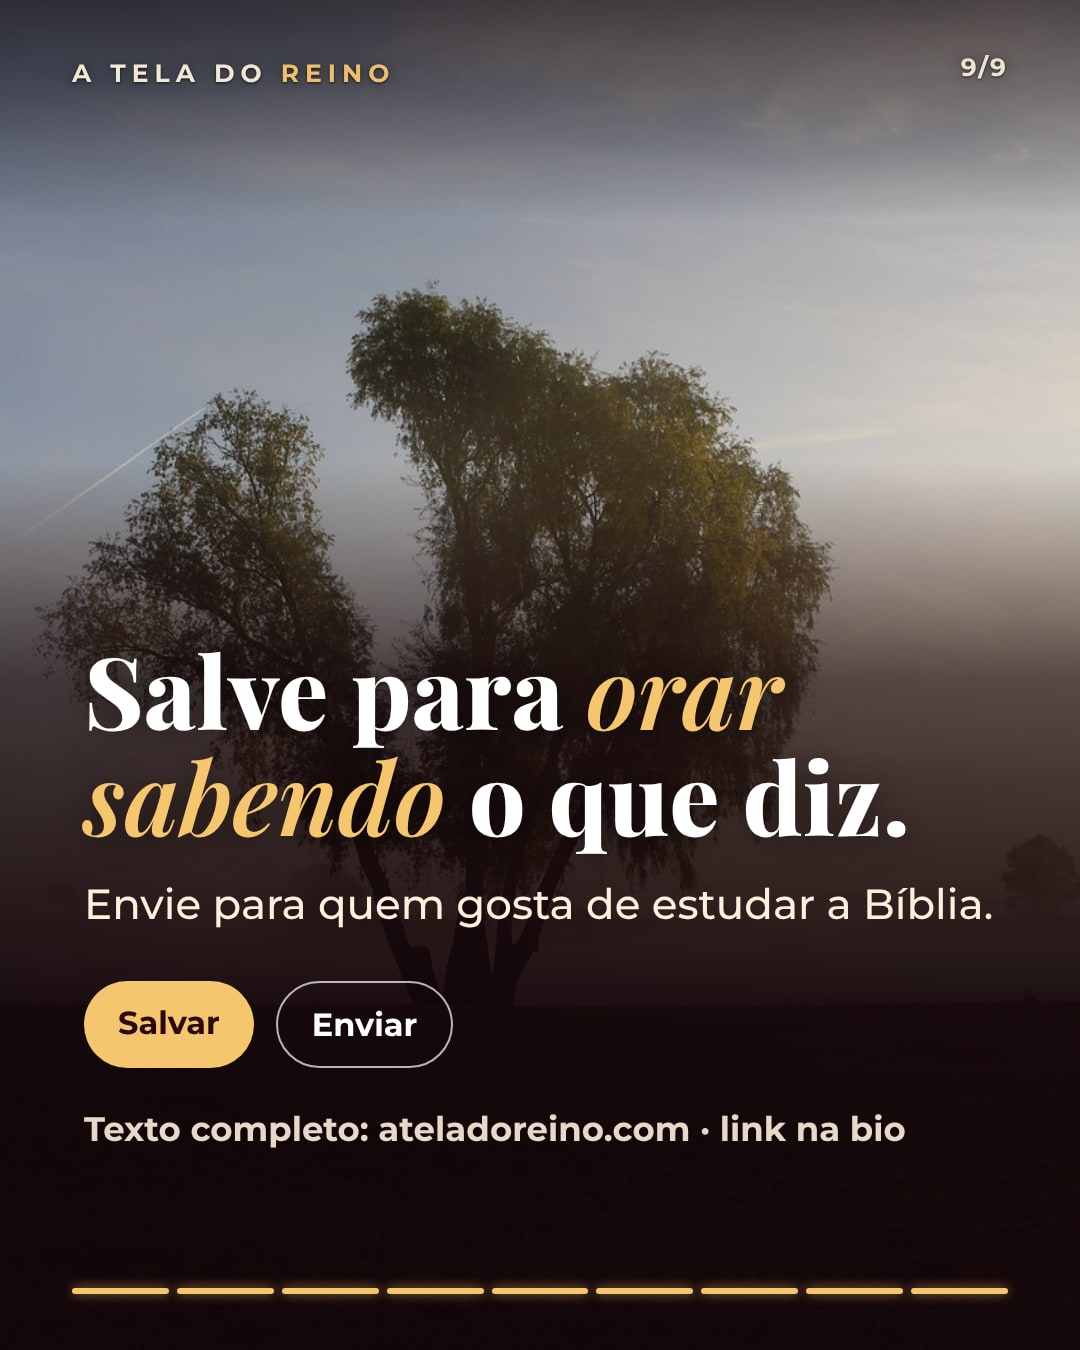 A TELA DO REINO
9/9
Salve para orar
sabendo o que diz.
Envie para quem gosta de estudar a Bíblia.
Salvar
Enviar
Texto completo: ateladoreino.com · link na bio